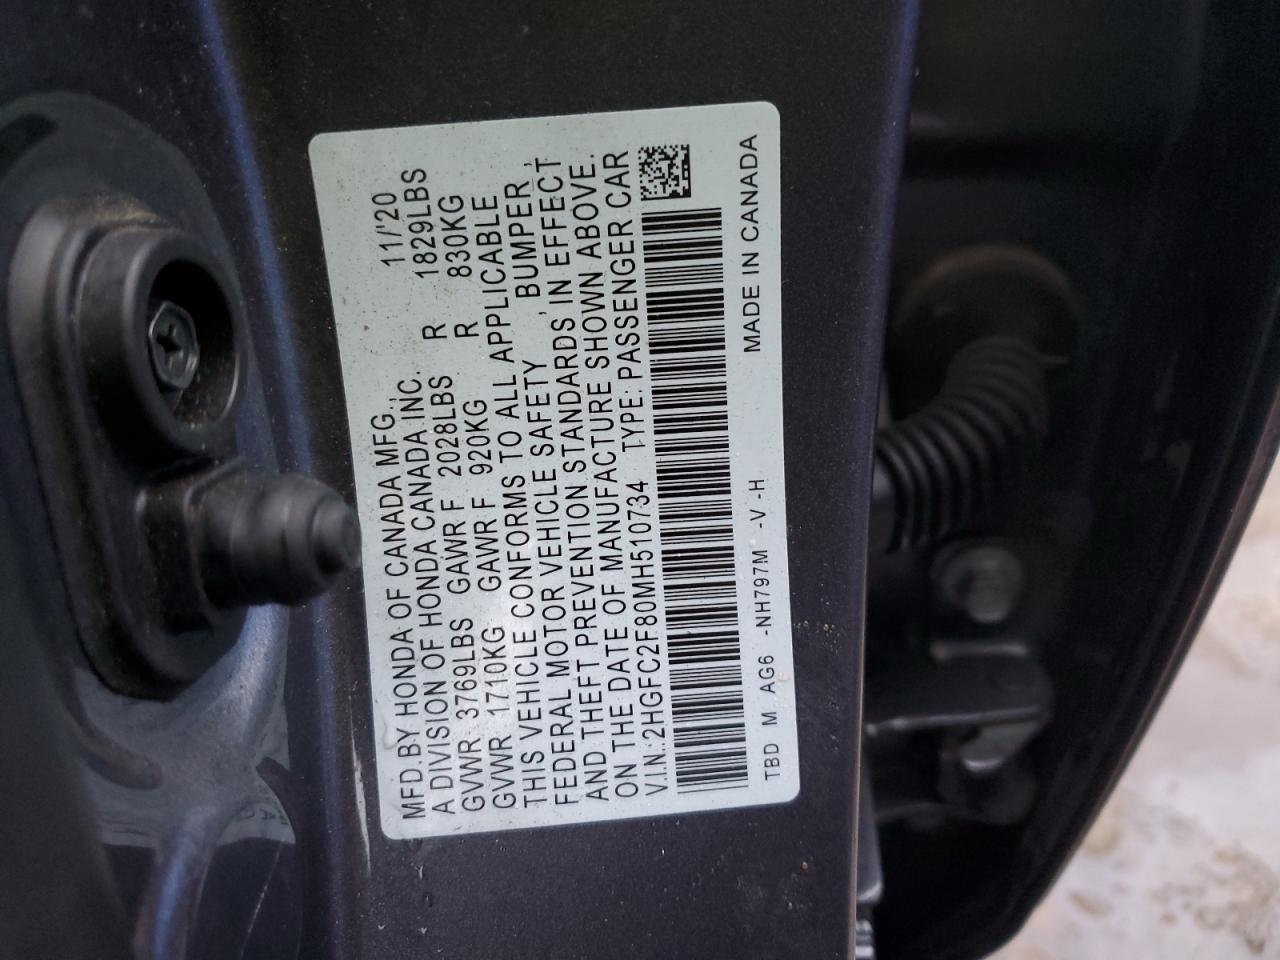 MFD.BY HONDA OF CANADA MFG., 11/'20
A DIVISION OF HONDA CANADA INC.
GVWR 3769LBS GAWR F 2028LBS R 1829LBS
GVWR 1710KG GAWR F 920KG R 830KG
THIS VEHICLE CONFORMS TO ALL APPLICABLE
FEDERAL MOTOR VEHICLE SAFETY , BUMPER ,
AND THEFT PREVENTION STANDARDS IN EFFECT
ON THE DATE OF MANUFACTURE SHOWN ABOVE.
V.I.N.:2HGFC2F80MH510734 TYPE: PASSENGER CAR
TBD M AG6 -NH797M -V -H MADE IN CANADA